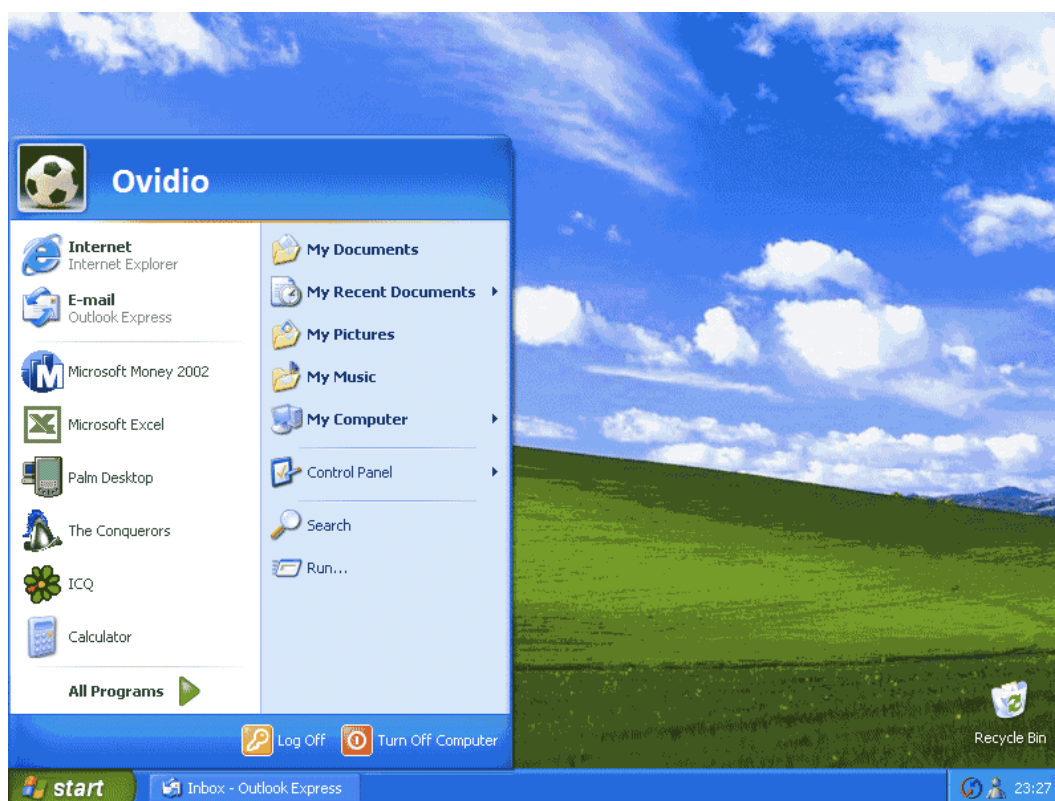 Ovidio
Internet
Internet Explorer
E-mail
Outlook Express
Microsoft Money 2002
Microsoft Excel
Palm Desktop
The Conquerors
ICQ
Calculator
All Programs
My Documents
My Recent Documents
My Pictures
My Music
My Computer
Control Panel
Search
Run...
Log Off
Turn Off Computer
Recycle Bin
start
Inbox - Outlook Express
23:27